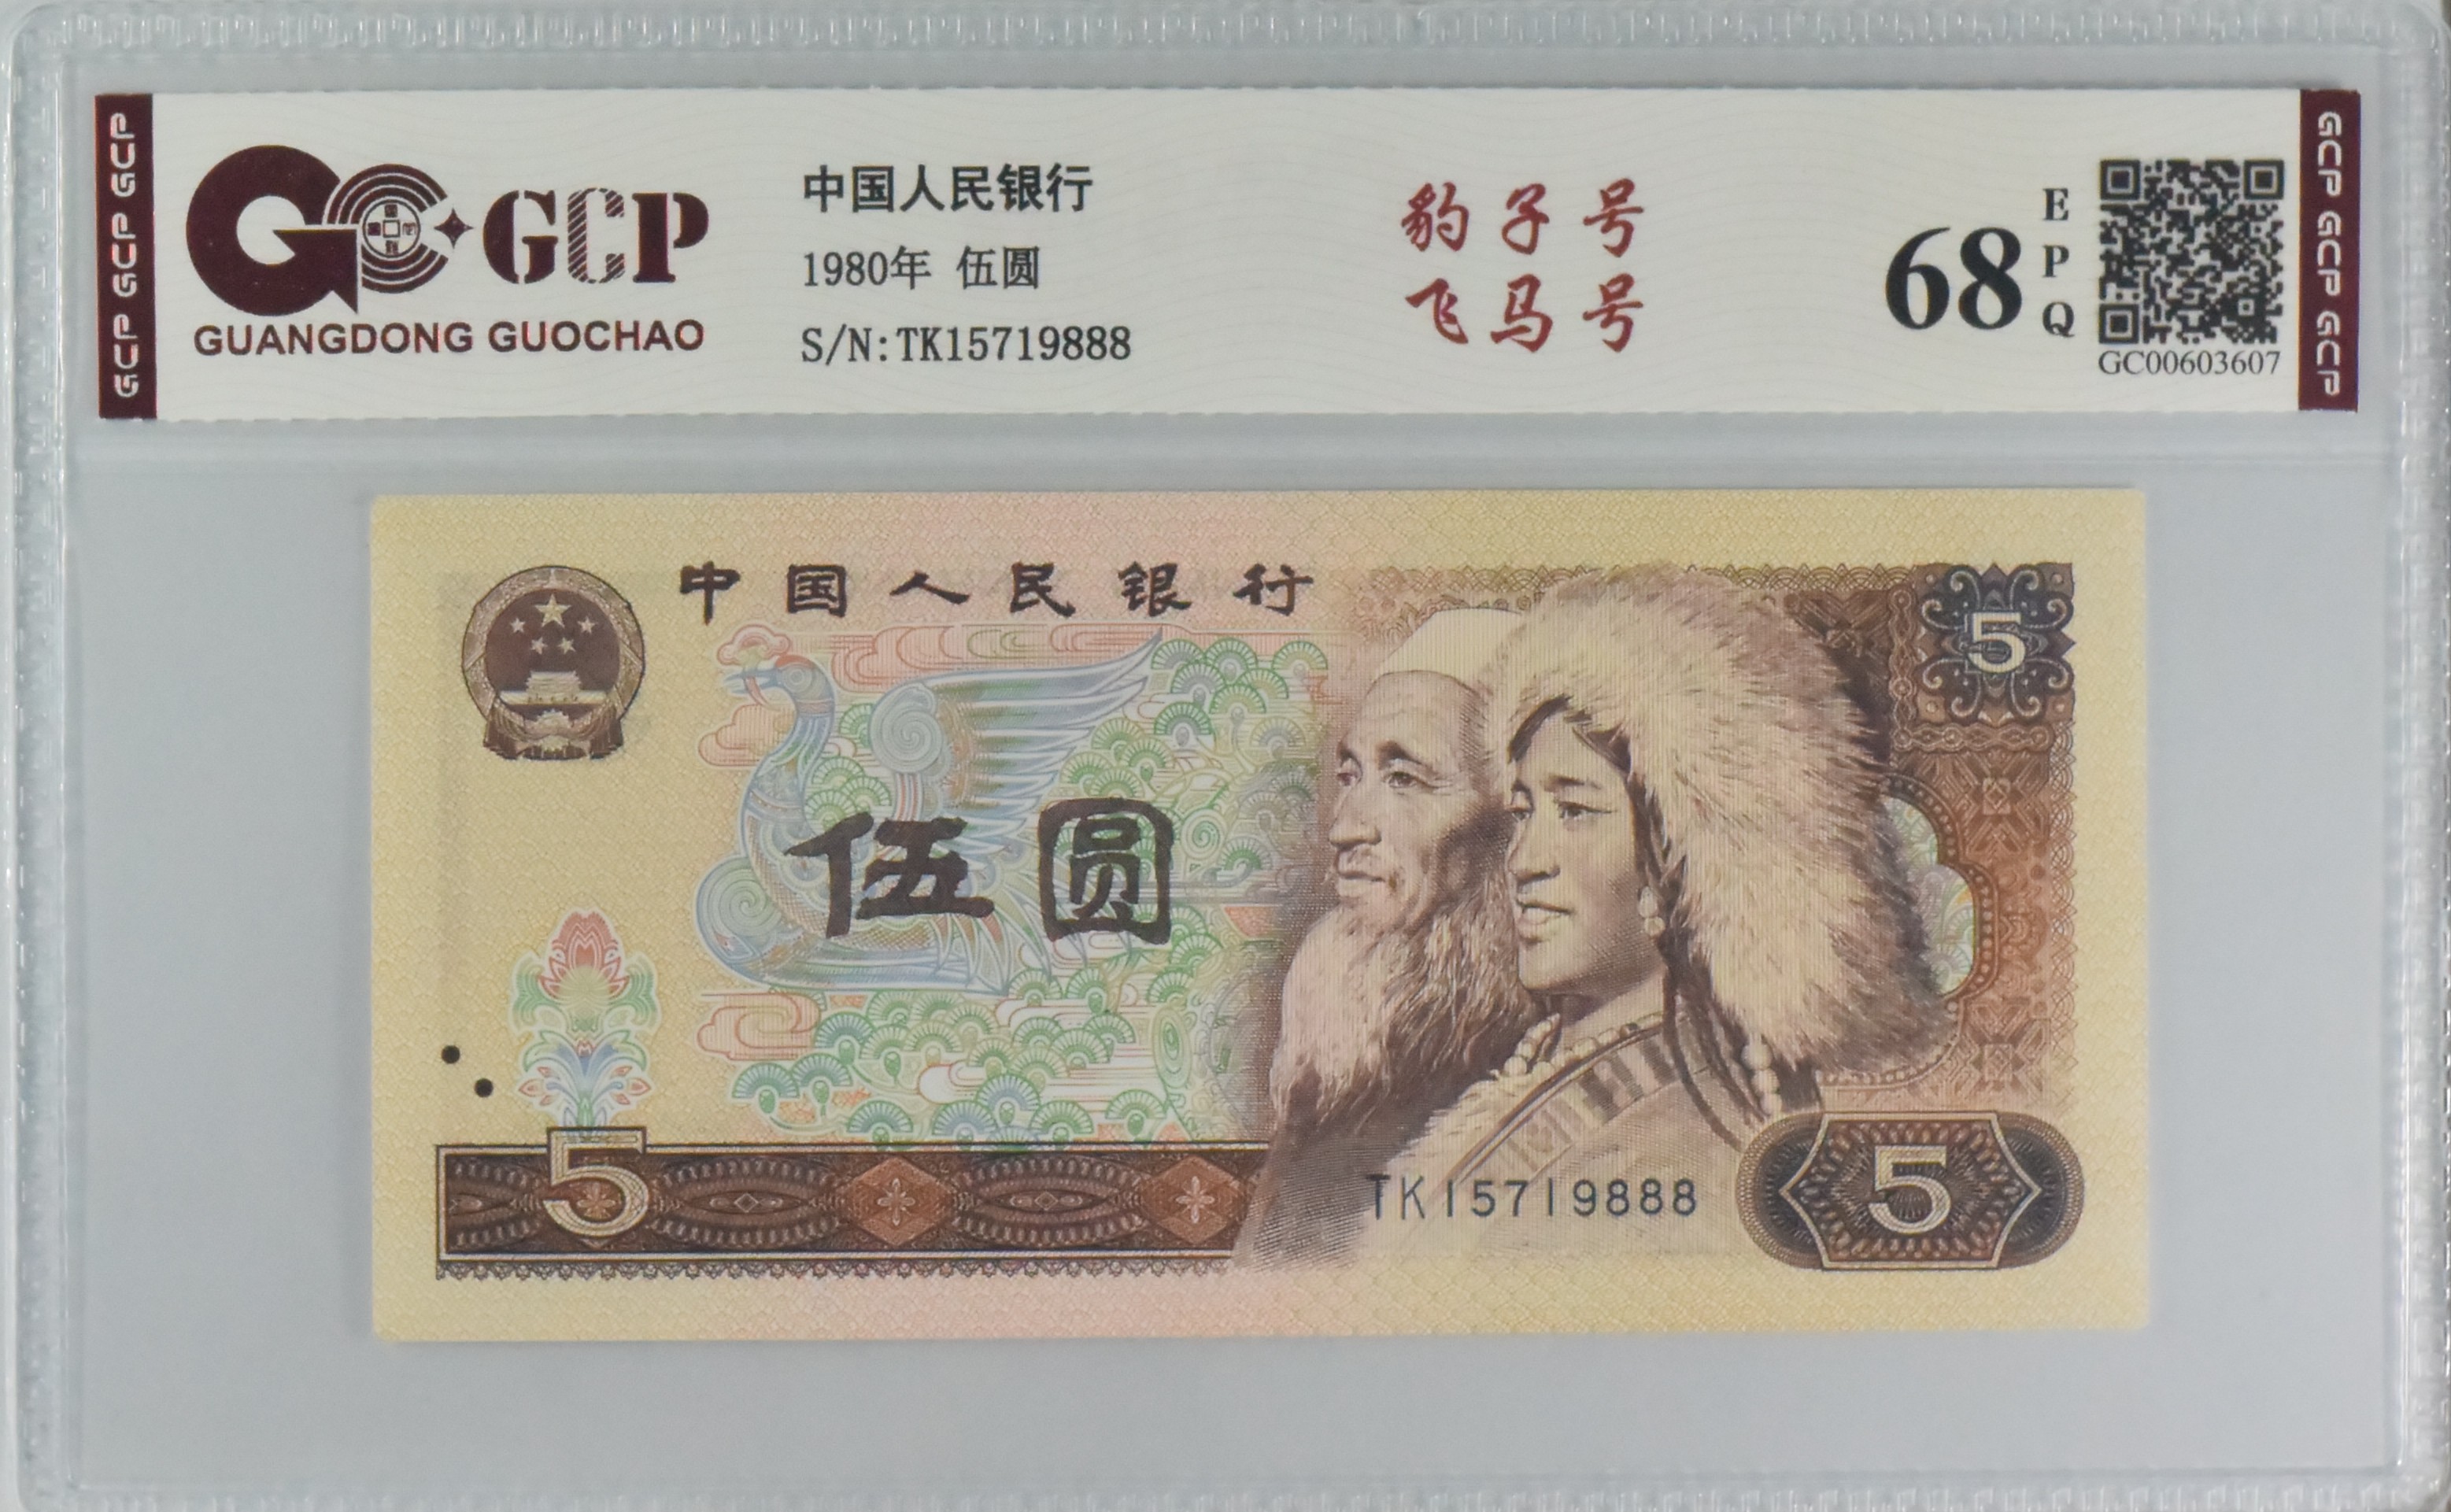 GCP GCP GCP
GCP
GUANGDONG GUOCHAO
中国人民银行
1980年 伍圆
S/N:TK15719888
豹子号
飞马号
68
E
P
Q
GC00603607
GCP GCP GCP
中国人民银行
5
伍圆
5
TK15719888
5